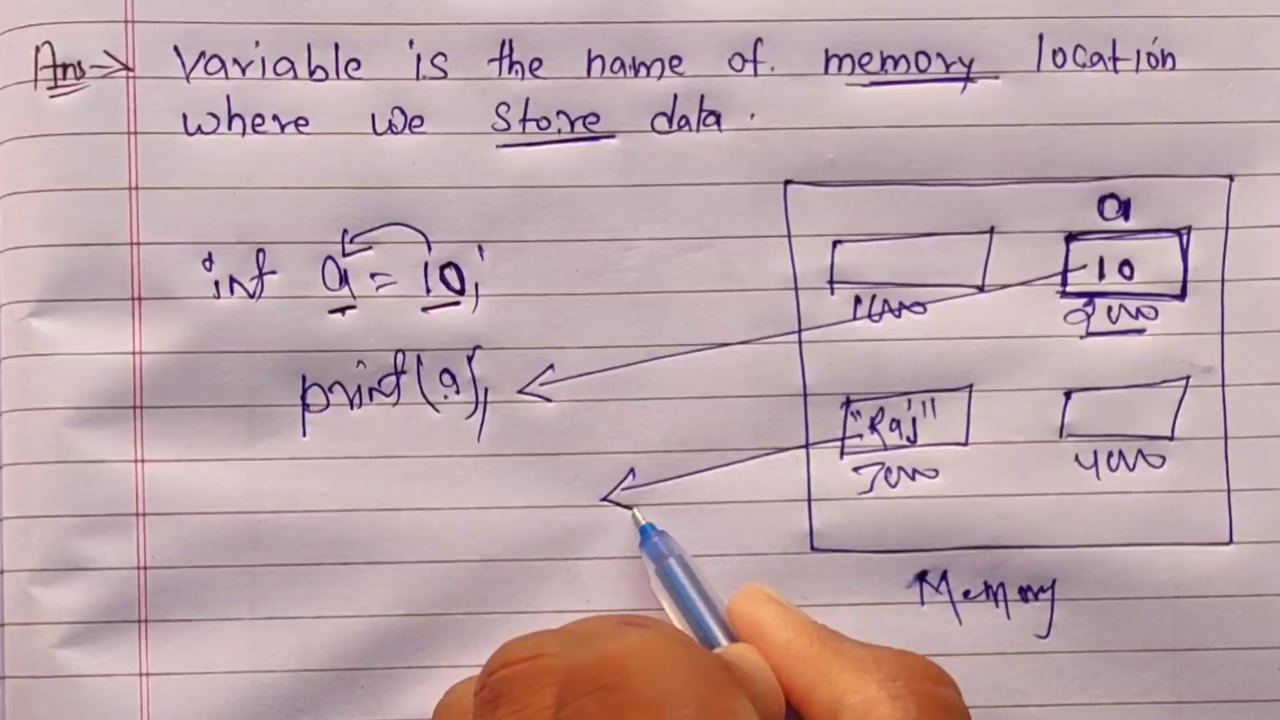 Ans → Variable is the name of memory location
where we store data.
int a = 10;
print(a);
a
10
1000
2000
"Raj"
3000
4000
Memory